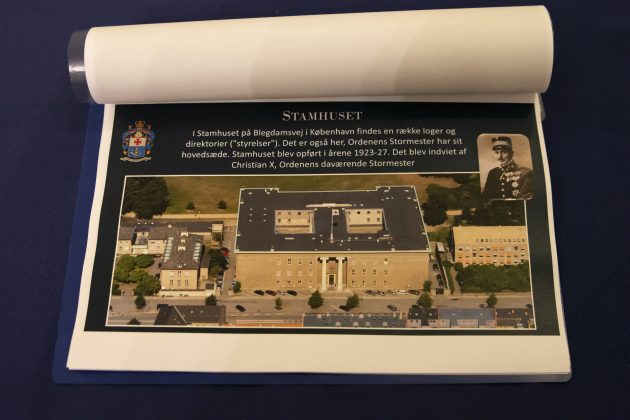 STAMHUSET
I Stamhuset på Blegdamsvej i København findes en række loger og
direktorier ("styrelser"). Det er også her, Ordenens Stormester har sit
hovedsæde. Stamhuset blev opført i årene 1923-27. Det blev indviet af
Christian X, Ordenens daværende Stormester